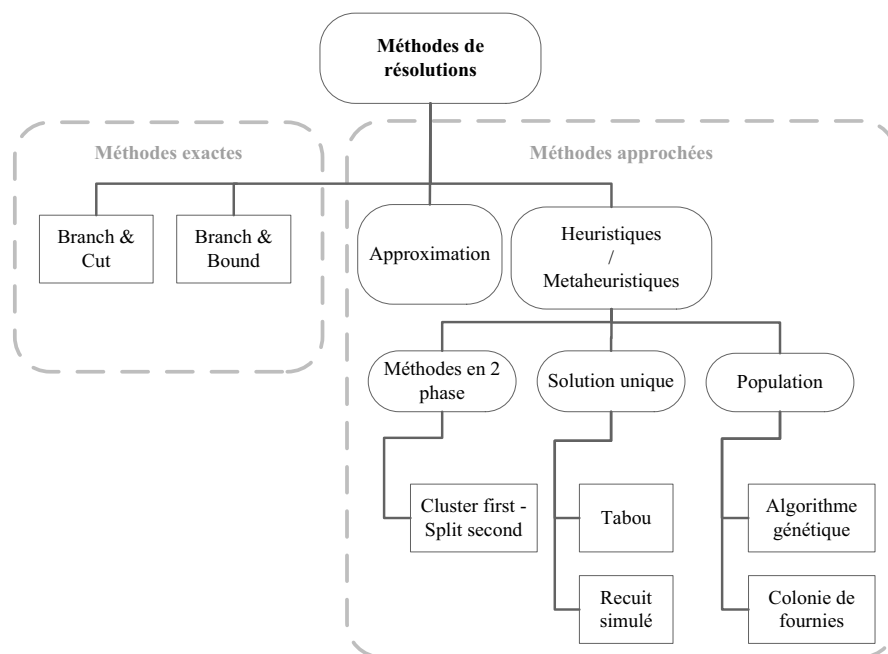 Méthodes de
résolutions
Méthodes exactes
Méthodes approchées
Branch &
Cut
Branch &
Bound
Approximation
Heuristiques
/
Metaheuristiques
Méthodes en 2
phase
Solution unique
Population
Cluster first -
Split second
Tabou
Algorithme
génétique
Recuit
simulé
Colonie de
fournies